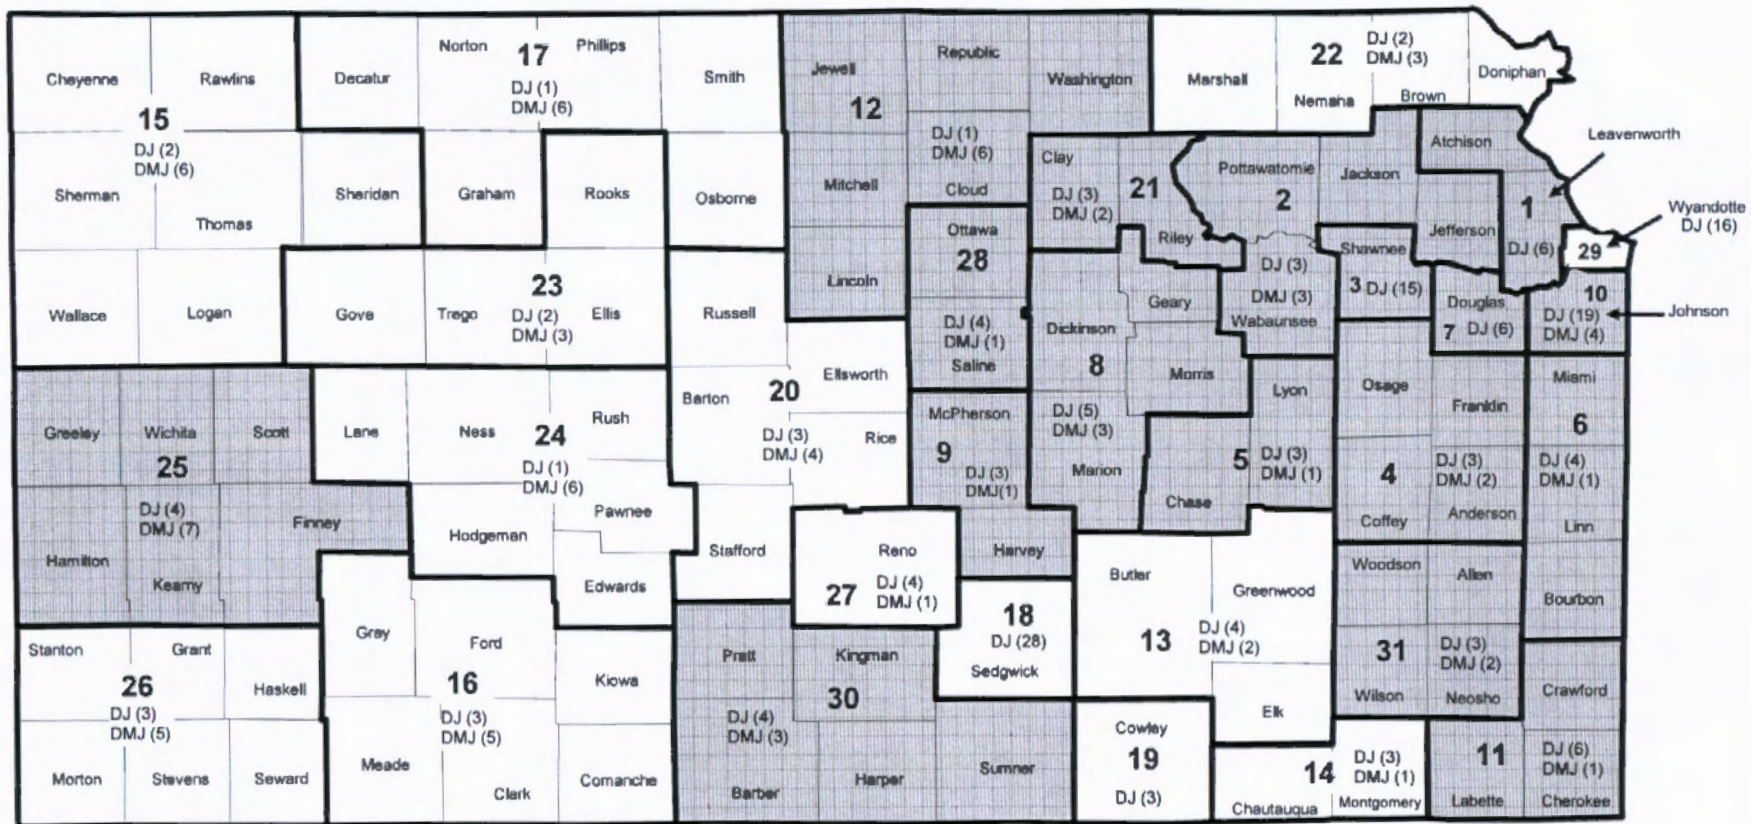 Cheyenne
Rawlins
15
DJ (2)
DMJ (6)
Sherman
Thomas
Sheridan
Wallace
Logan
Decatur
Norton
17
Phillips
DJ (1)
DMJ (6)
Smith
Graham
Rooks
Osborne
Gove
Trego
23
DJ (2)
DMJ (3)
Ellis
Jewell
12
Republic
Washington
DJ (1)
DMJ (6)
Cloud
Mitchell
Lincoln
Marshall
22
DJ (2)
DMJ (3)
Nemaha
Brown
Doniphan
Clay
DJ (3)
DMJ (2)
21
Riley
Pottawatomie
2
Jackson
Jefferson
DJ (3)
DMJ (3)
Wabaunsee
Atchison
1
DJ (6)
Leavenworth
Wyandotte
DJ (16)
29
Shawnee
3 DJ (15)
Douglas
7 DJ (6)
10
DJ (19)
DMJ (4)
Johnson
Ottawa
28
DJ (4)
DMJ (1)
Saline
Dickinson
Geary
8
Morris
DJ (5)
DMJ (3)
Marion
Lyon
5
DJ (3)
DMJ (1)
Chase
Osage
Franklin
4
DJ (3)
DMJ (2)
Coffey
Anderson
Miami
6
DJ (4)
DMJ (1)
Linn
Bourbon
Russell
Ellsworth
Barton
20
DJ (3)
DMJ (4)
Rice
Stafford
McPherson
9
DJ (3)
DMJ(1)
Harvey
Greeley
Wichita
Scott
25
DJ (4)
DMJ (7)
Hamilton
Kearny
Finney
Lane
Ness
24
Rush
DJ (1)
DMJ (6)
Hodgeman
Pawnee
Edwards
Reno
27
DJ (4)
DMJ (1)
Stanton
Grant
26
Haskell
DJ (3)
DMJ (5)
Morton
Stevens
Seward
Gray
Ford
16
Kiowa
DJ (3)
DMJ (5)
Meade
Clark
Comanche
Pratt
Kingman
30
DJ (4)
DMJ (3)
Barber
Harper
Sumner
18
DJ (28)
Sedgwick
Butler
Greenwood
13
DJ (4)
DMJ (2)
Elk
Cowley
19
DJ (3)
14
DJ (3)
DMJ (1)
Chautauqua
Montgomery
Woodson
Allen
31
DJ (3)
DMJ (2)
Wilson
Neosho
Crawford
11
DJ (6)
DMJ (1)
Labette
Cherokee